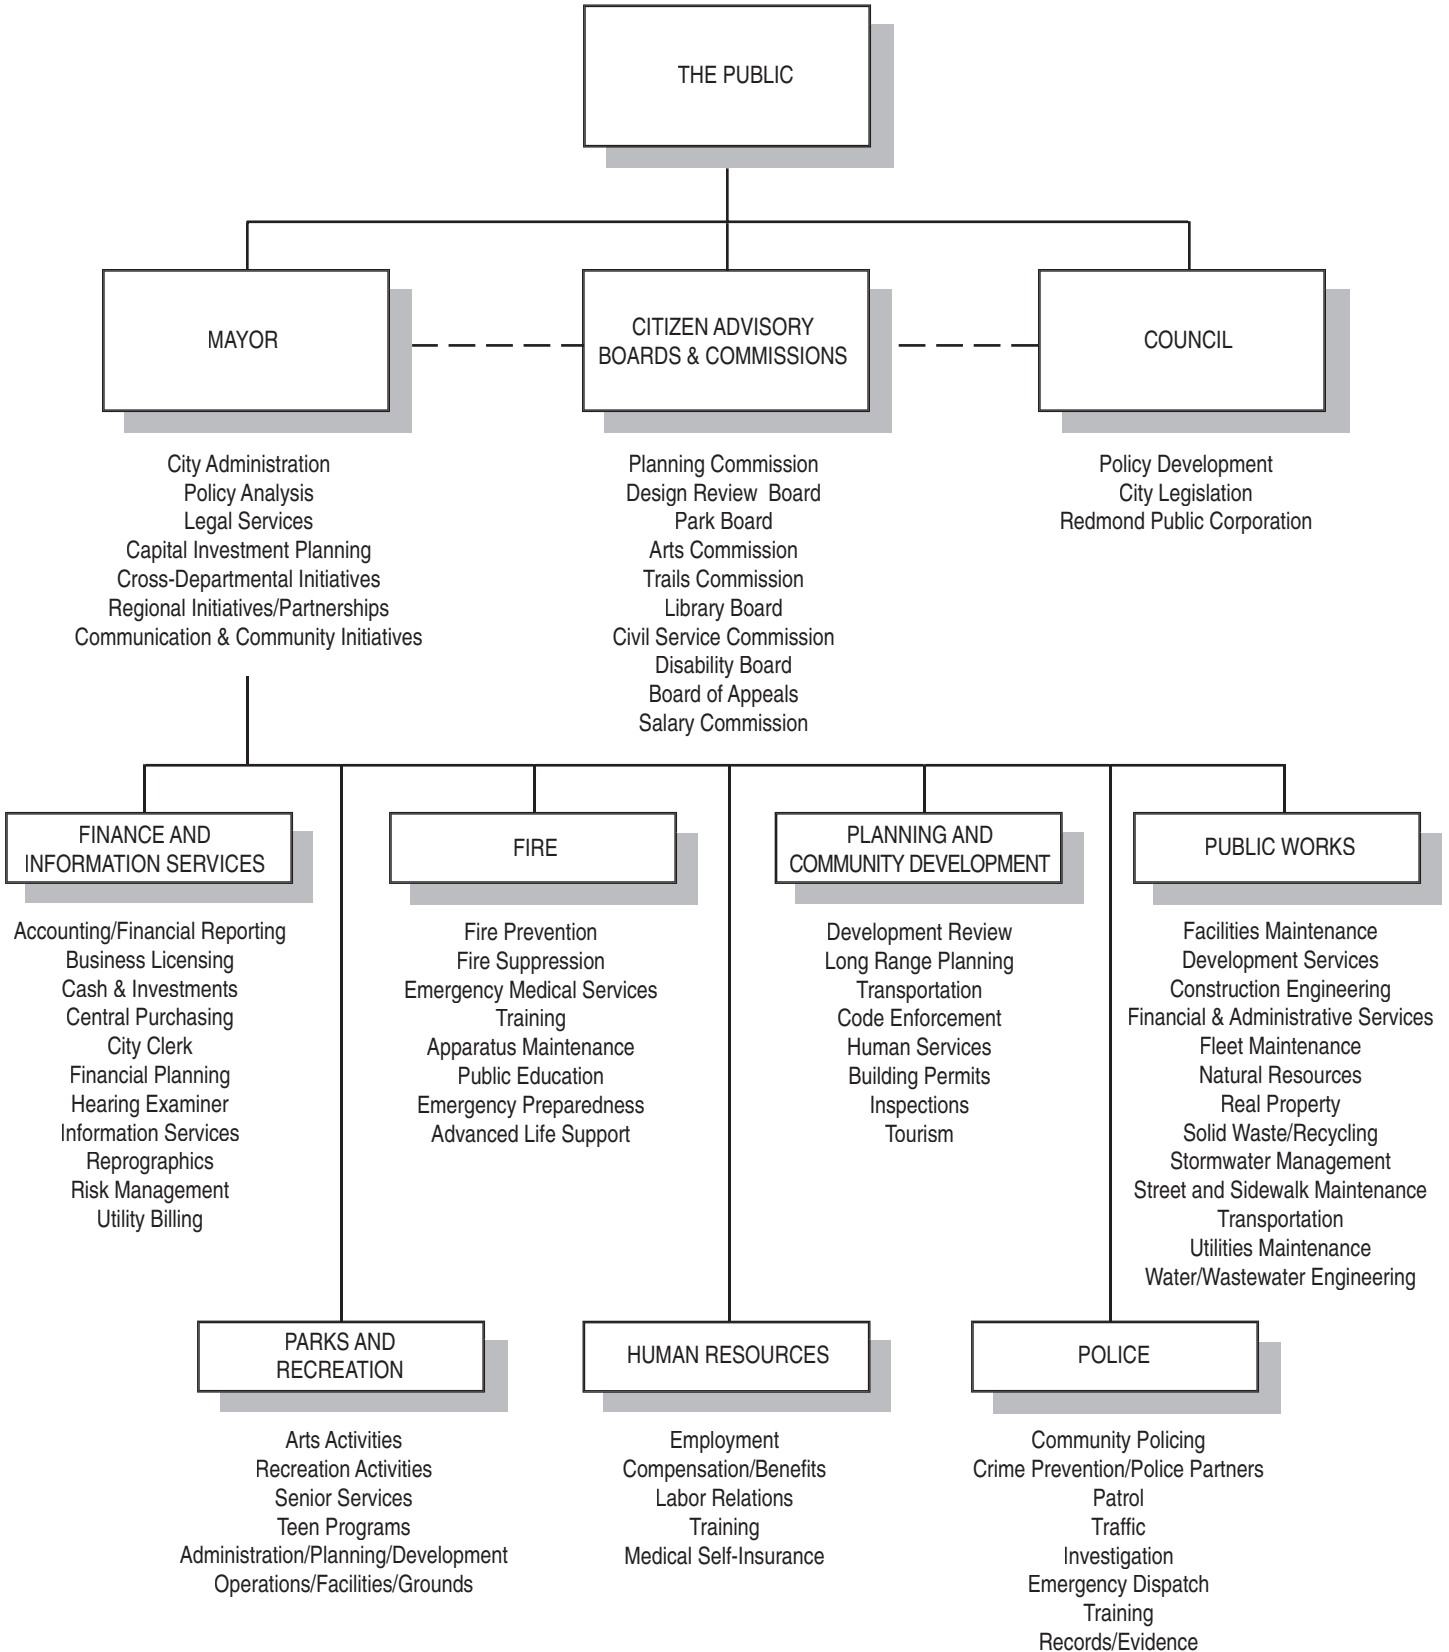 THE PUBLIC
MAYOR
CITIZEN ADVISORY
BOARDS & COMMISSIONS
COUNCIL
City Administration
Policy Analysis
Legal Services
Capital Investment Planning
Cross-Departmental Initiatives
Regional Initiatives/Partnerships
Communication & Community Initiatives
Planning Commission
Design Review Board
Park Board
Arts Commission
Trails Commission
Library Board
Civil Service Commission
Disability Board
Board of Appeals
Salary Commission
Policy Development
City Legislation
Redmond Public Corporation
FINANCE AND
INFORMATION SERVICES
Accounting/Financial Reporting
Business Licensing
Cash & Investments
Central Purchasing
City Clerk
Financial Planning
Hearing Examiner
Information Services
Reprographics
Risk Management
Utility Billing
FIRE
Fire Prevention
Fire Suppression
Emergency Medical Services
Training
Apparatus Maintenance
Public Education
Emergency Preparedness
Advanced Life Support
PLANNING AND
COMMUNITY DEVELOPMENT
Development Review
Long Range Planning
Transportation
Code Enforcement
Human Services
Building Permits
Inspections
Tourism
PUBLIC WORKS
Facilities Maintenance
Development Services
Construction Engineering
Financial & Administrative Services
Fleet Maintenance
Natural Resources
Real Property
Solid Waste/Recycling
Stormwater Management
Street and Sidewalk Maintenance
Transportation
Utilities Maintenance
Water/Wastewater Engineering
PARKS AND
RECREATION
Arts Activities
Recreation Activities
Senior Services
Teen Programs
Administration/Planning/Development
Operations/Facilities/Grounds
HUMAN RESOURCES
Employment
Compensation/Benefits
Labor Relations
Training
Medical Self-Insurance
POLICE
Community Policing
Crime Prevention/Police Partners
Patrol
Traffic
Investigation
Emergency Dispatch
Training
Records/Evidence